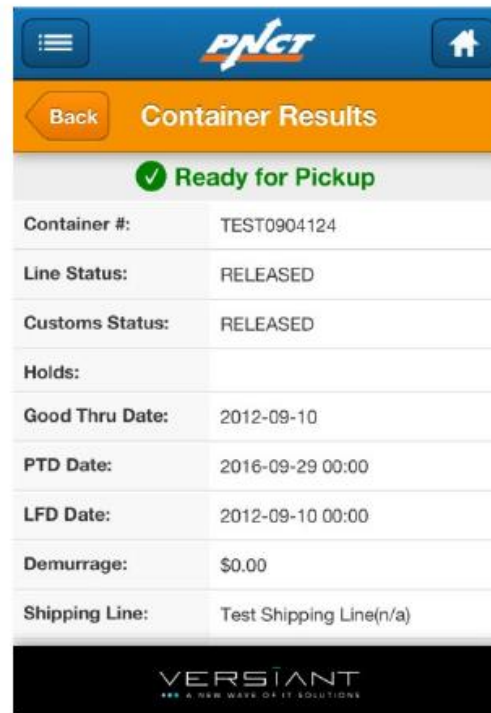 PNCT
Back Container Results
Ready for Pickup
Container #: TEST0904124
Line Status: RELEASED
Customs Status: RELEASED
Holds:
Good Thru Date: 2012-09-10
PTD Date: 2016-09-29 00:00
LFD Date: 2012-09-10 00:00
Demurrage: $0.00
Shipping Line: Test Shipping Line(n/a)
VERSIANT
A NEW WAVE OF IT SOLUTIONS